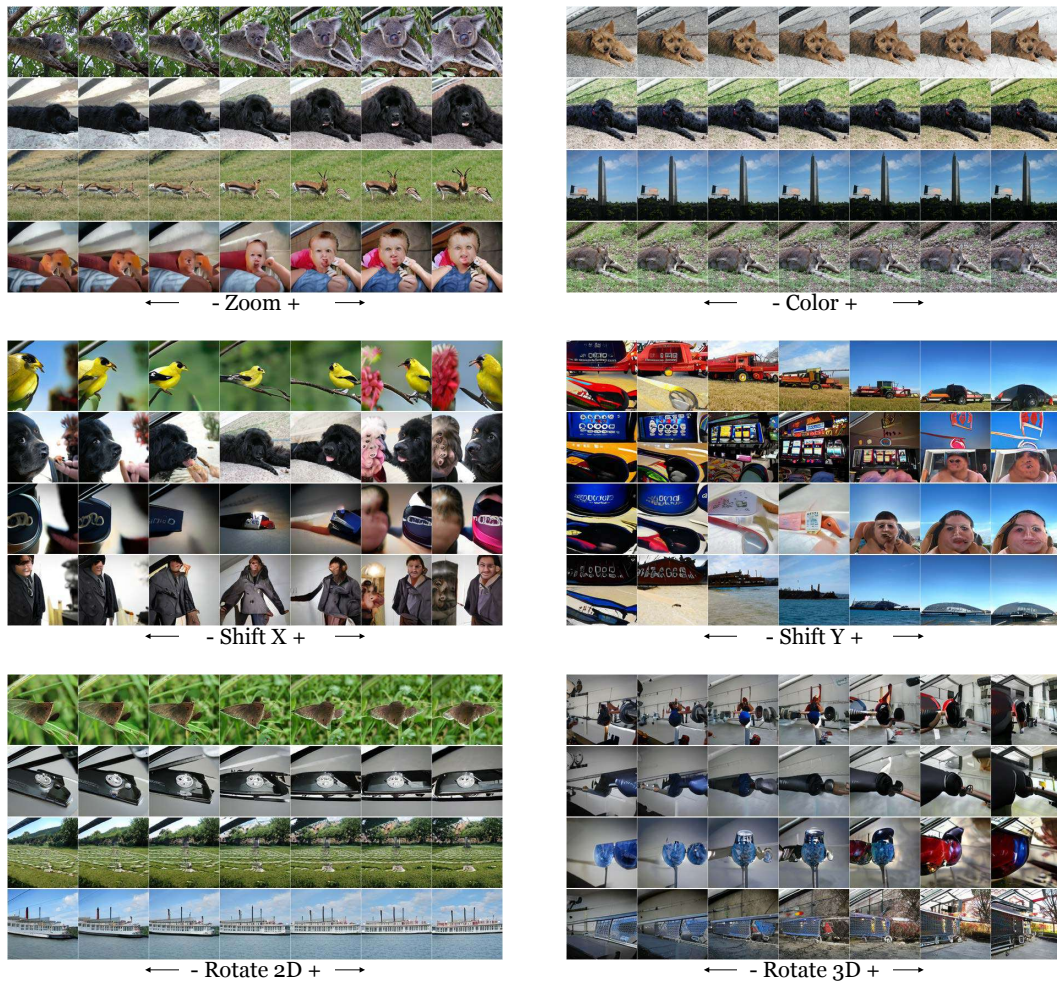 - Zoom +
- Color +
- Shift X +
- Shift Y +
- Rotate 2D +
- Rotate 3D +